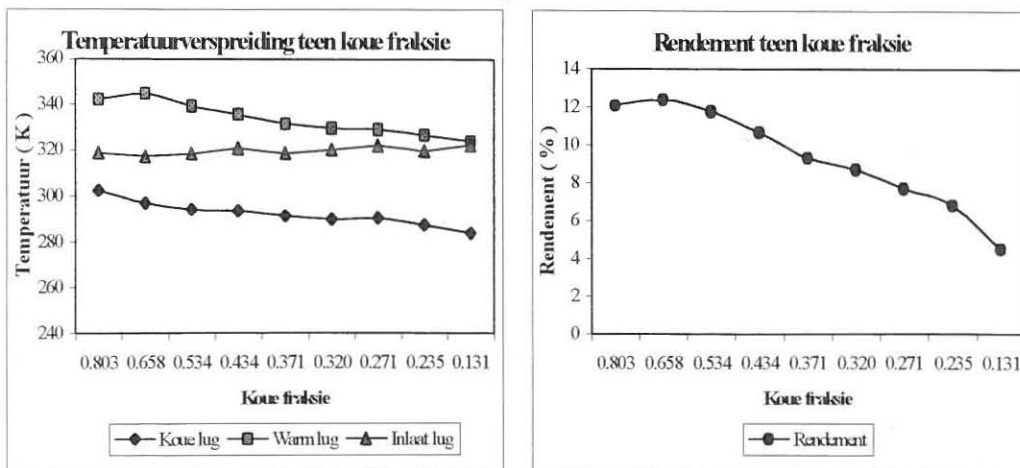 Temperatuurverspreiding teen koue fraksie
360
340
320
300
280
260
240
Temperatuur ( K )
0.803 0.658 0.534 0.434 0.371 0.320 0.271 0.235 0.131
Koue fraksie
Koue lug Warm lug Inlaat lug
Rendement teen koue fraksie
14
12
10
8
6
4
2
0
Rendement ( % )
0.803 0.658 0.534 0.434 0.371 0.320 0.271 0.235 0.131
Koue fraksie
Rendement